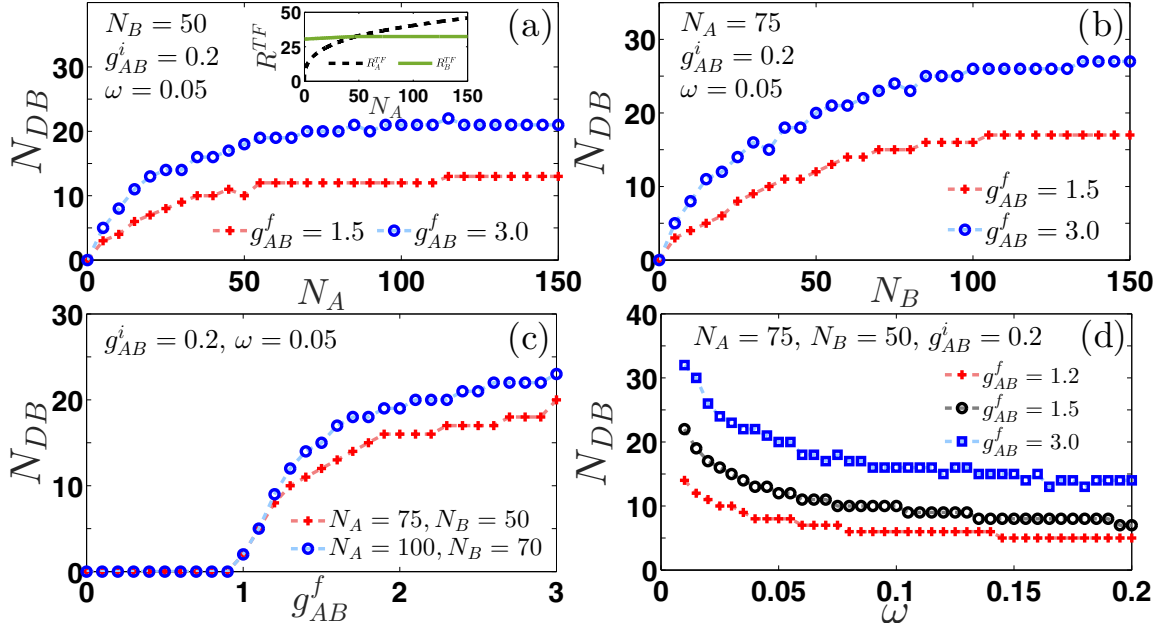 (a)
N_B = 50
g^i_{AB} = 0.2
ω = 0.05
50
25
0
R^{TF}
R_A^{TF} R_B^{TF}
0 50 100 150
N_A
30
20
10
0
N_{DB}
g^f_{AB} = 1.5 g^f_{AB} = 3.0
0 50 100 150
N_A
(b)
N_A = 75
g^i_{AB} = 0.2
ω = 0.05
30
20
10
0
N_{DB}
g^f_{AB} = 1.5
g^f_{AB} = 3.0
0 50 100 150
N_B
(c)
g^i_{AB} = 0.2, ω = 0.05
30
20
10
0
N_{DB}
N_A = 75, N_B = 50
N_A = 100, N_B = 70
0 1 2 3
g^f_{AB}
(d)
N_A = 75, N_B = 50, g^i_{AB} = 0.2
40
30
20
10
0
N_{DB}
g^f_{AB} = 1.2
g^f_{AB} = 1.5
g^f_{AB} = 3.0
0 0.05 0.1 0.15 0.2
ω